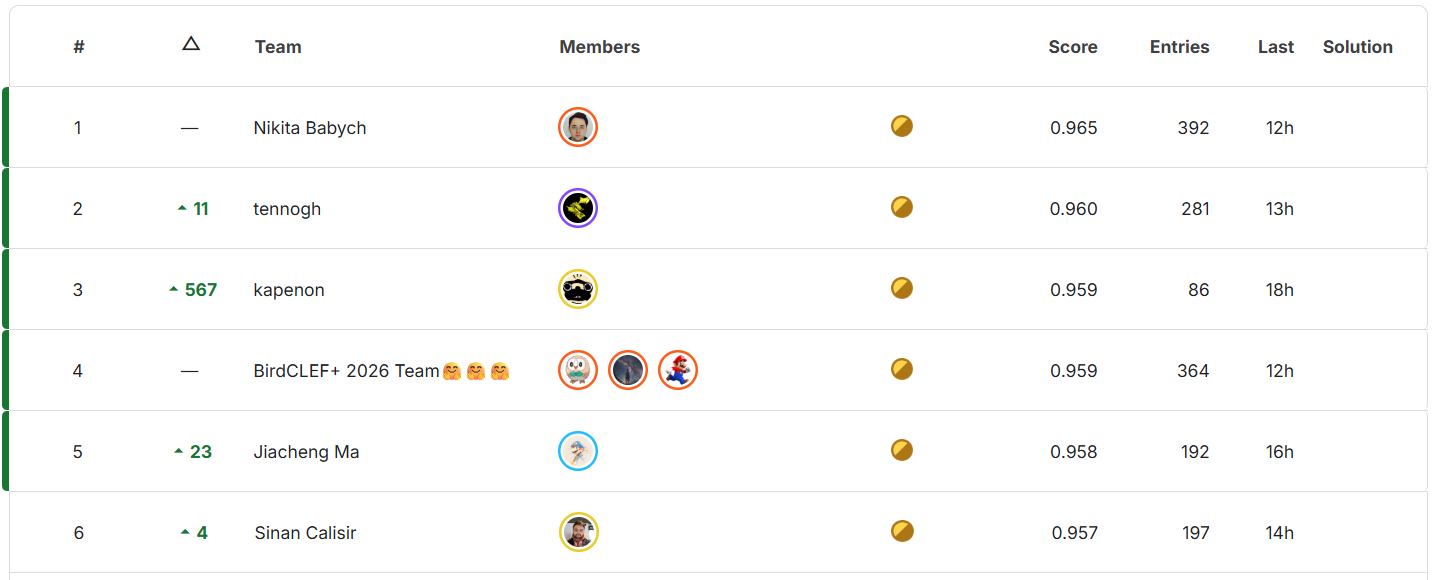 # △ Team Members Score Entries Last Solution
1 — Nikita Babych 0.965 392 12h
2 ▲ 11 tennogh 0.960 281 13h
3 ▲ 567 kapenon 0.959 86 18h
4 — BirdCLEF+ 2026 Team🤗🤗🤗 0.959 364 12h
5 ▲ 23 Jiacheng Ma 0.958 192 16h
6 ▲ 4 Sinan Calisir 0.957 197 14h